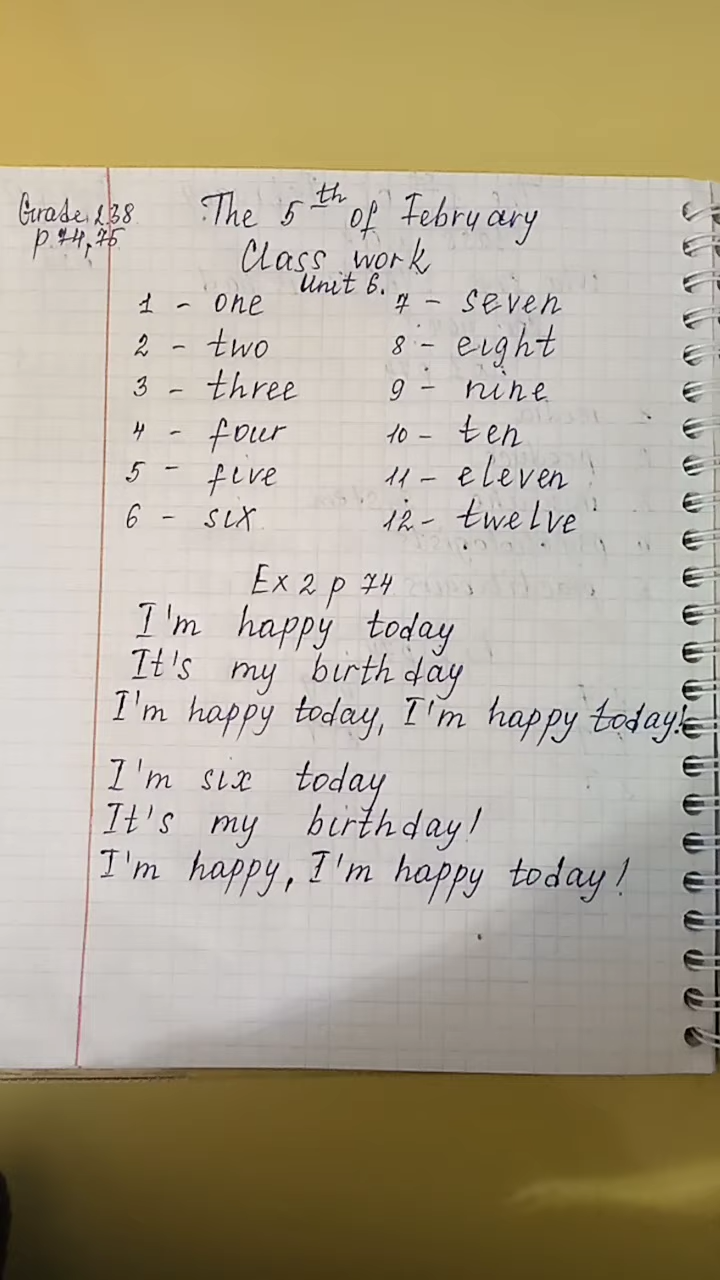 The 5th of February
Grade 2 38
p. 74, 75
Class work
Unit 6.
1 - one
2 - two
3 - three
4 - four
5 - five
6 - six
7 - seven
8 - eight
9 - nine
10 - ten
11 - eleven
12 - twelve
Ex 2 p 74
I'm happy today
It's my birthday
I'm happy today, I'm happy today!
I'm six today
It's my birthday!
I'm happy, I'm happy today!